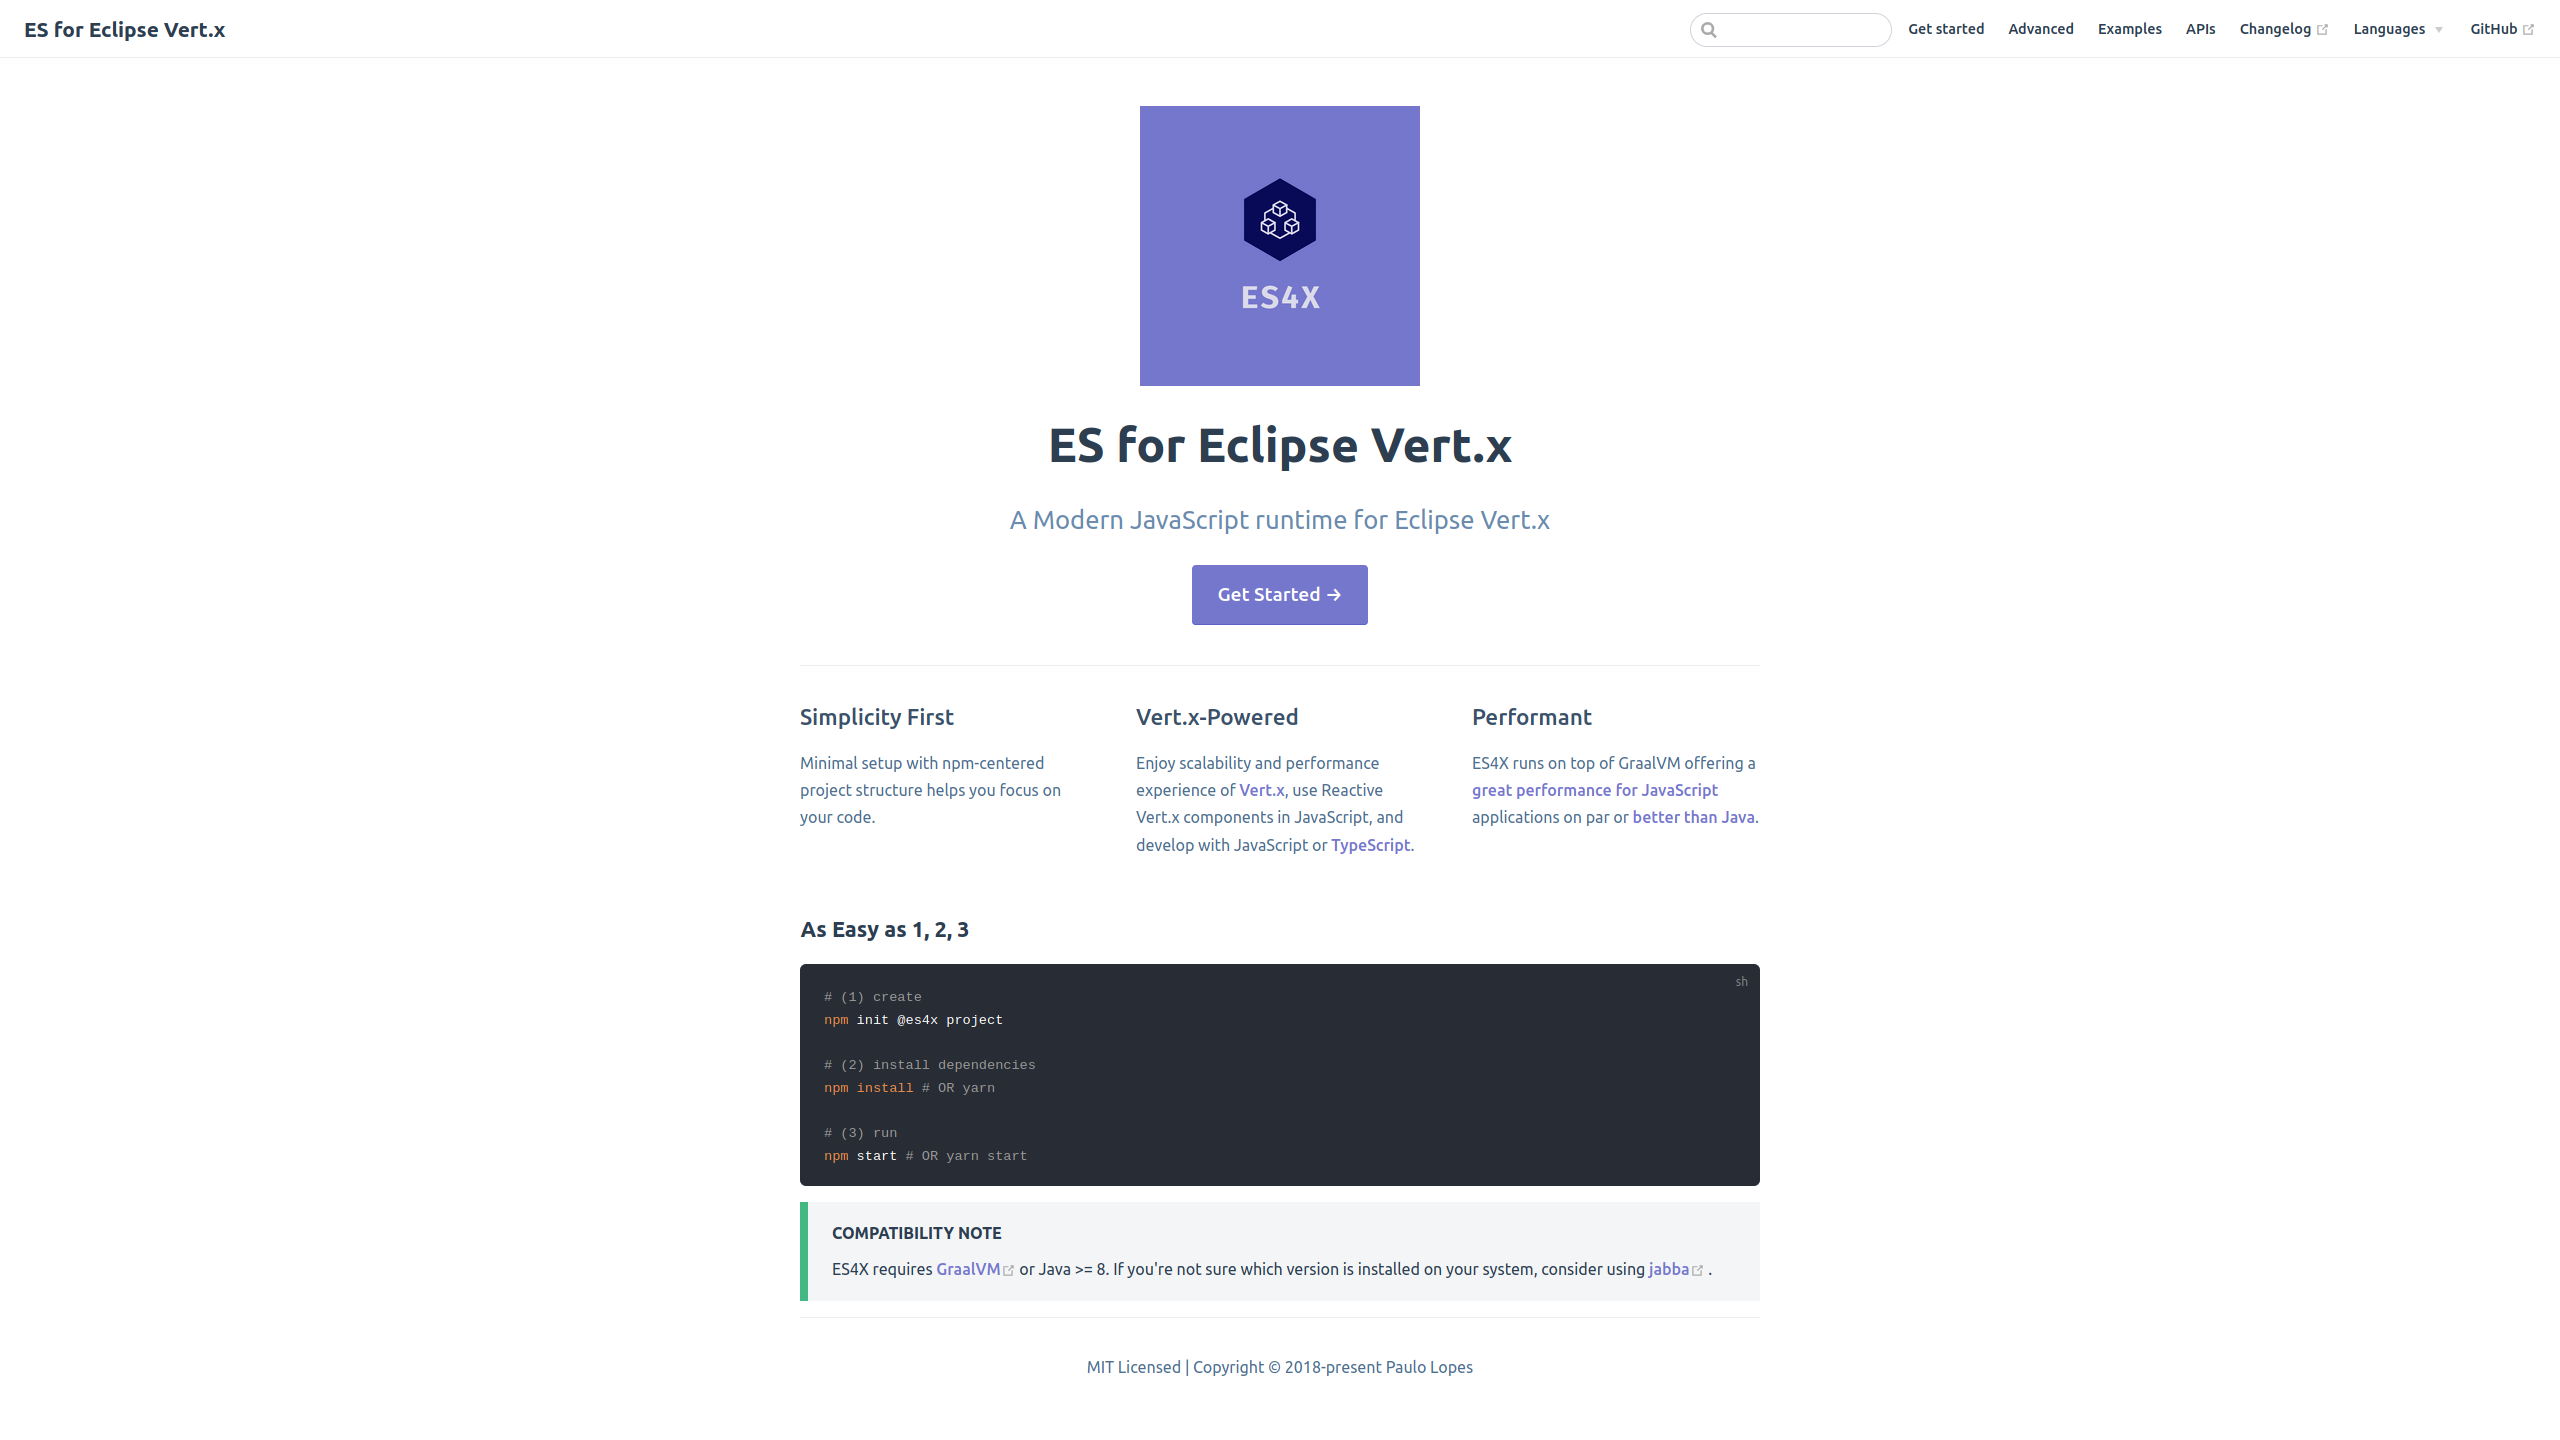 ES for Eclipse Vert.x
Get started
Advanced
Examples
APIs
Changelog
Languages
GitHub
ES4X
ES for Eclipse Vert.x
A Modern JavaScript runtime for Eclipse Vert.x
Get Started →
Simplicity First
Minimal setup with npm-centered
project structure helps you focus on
your code.
Vert.x-Powered
Enjoy scalability and performance
experience of Vert.x, use Reactive
Vert.x components in JavaScript, and
develop with JavaScript or TypeScript.
Performant
ES4X runs on top of GraalVM offering a
great performance for JavaScript
applications on par or better than Java.
As Easy as 1, 2, 3
sh
# (1) create
npm init @es4x project
# (2) install dependencies
npm install # OR yarn
# (3) run
npm start # OR yarn start
COMPATIBILITY NOTE
ES4X requires GraalVM or Java >= 8. If you're not sure which version is installed on your system, consider using jabba .
MIT Licensed | Copyright © 2018-present Paulo Lopes